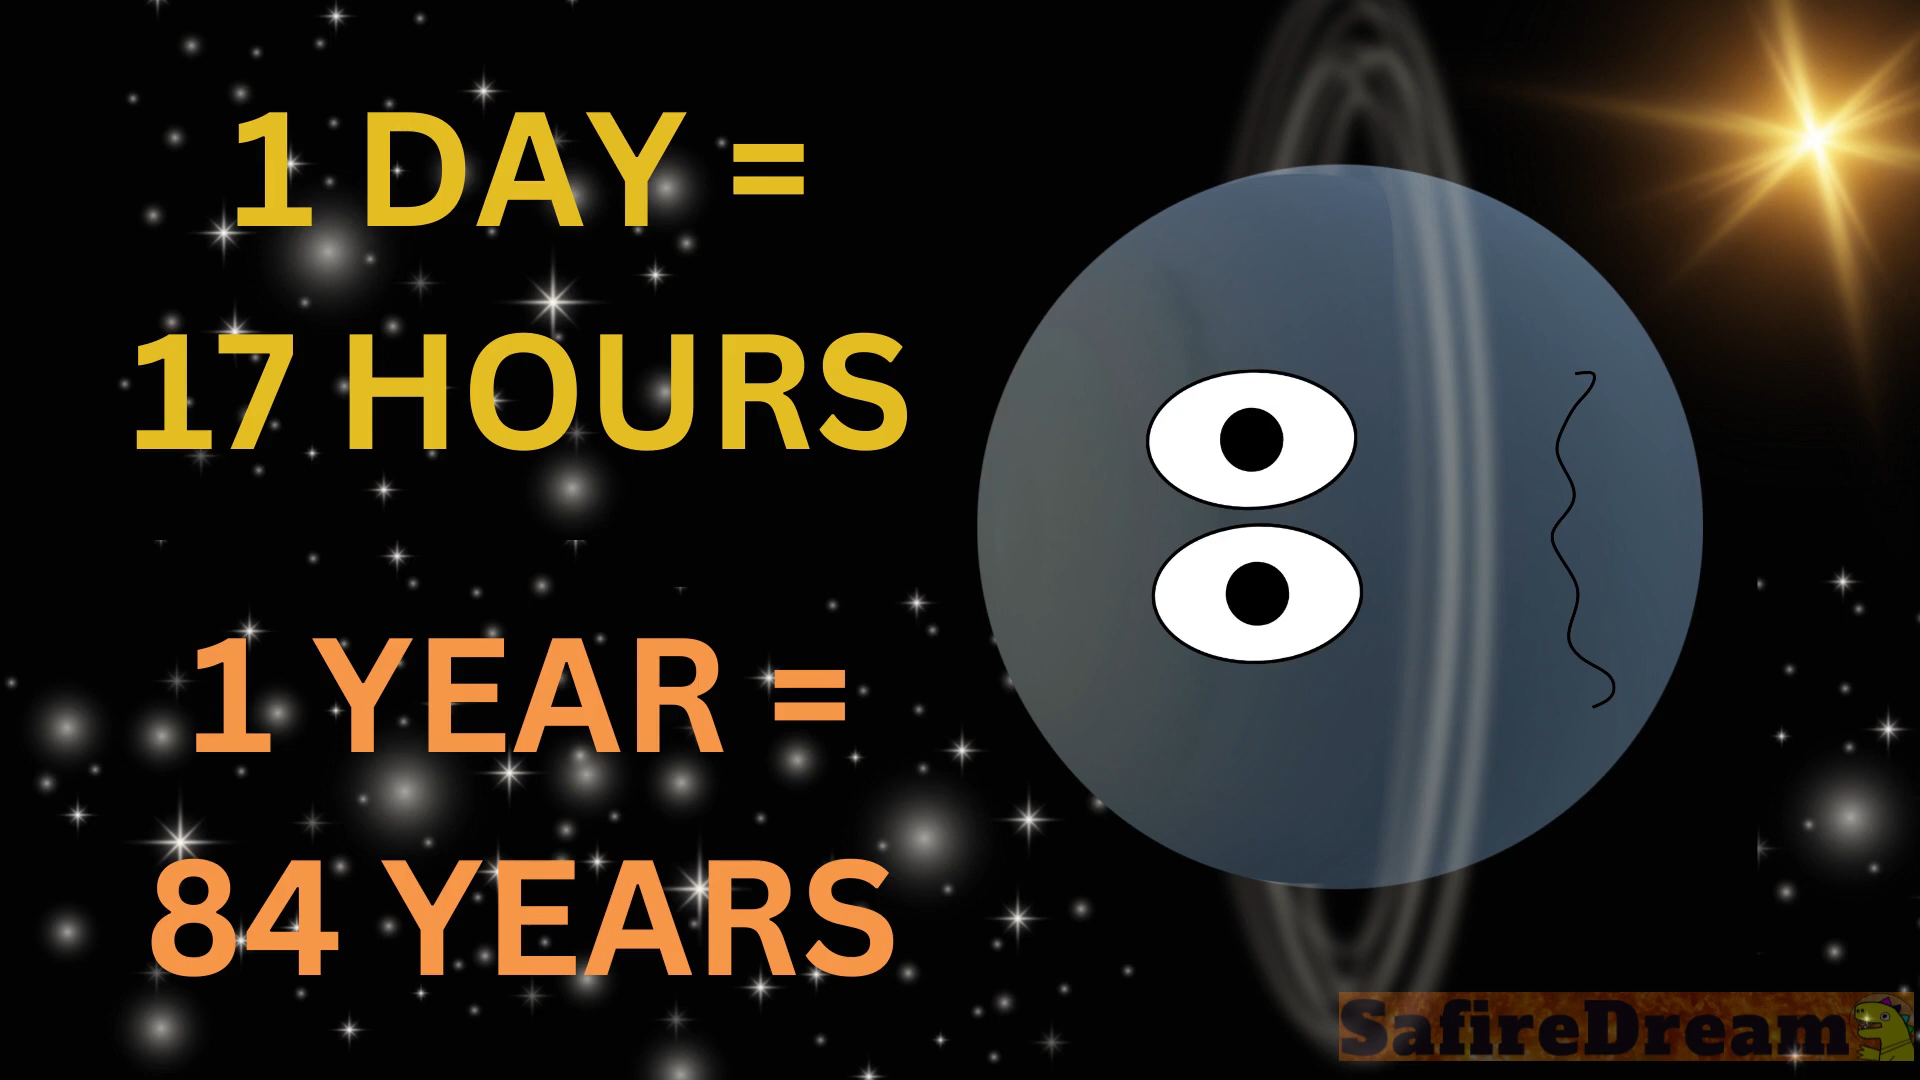 1 DAY =
17 HOURS
1 YEAR =
84 YEARS
SafireDream